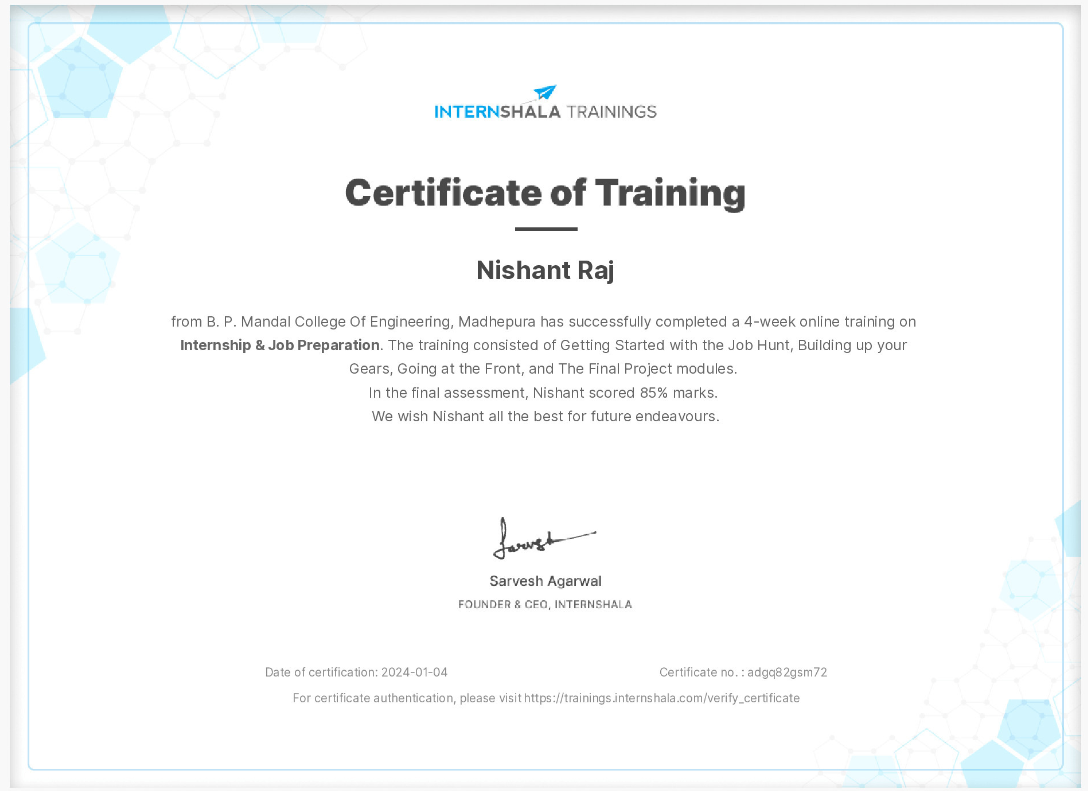 INTERNSHALA TRAININGS
Certificate of Training
Nishant Raj
from B. P. Mandal College Of Engineering, Madhepura has successfully completed a 4-week online training on
Internship & Job Preparation. The training consisted of Getting Started with the Job Hunt, Building up your
Gears, Going at the Front, and The Final Project modules.
In the final assessment, Nishant scored 85% marks.
We wish Nishant all the best for future endeavours.
Sarvesh
Sarvesh Agarwal
FOUNDER & CEO, INTERNSHALA
Date of certification: 2024-01-04 Certificate no. : adgq82gsm72
For certificate authentication, please visit https://trainings.internshala.com/verify_certificate